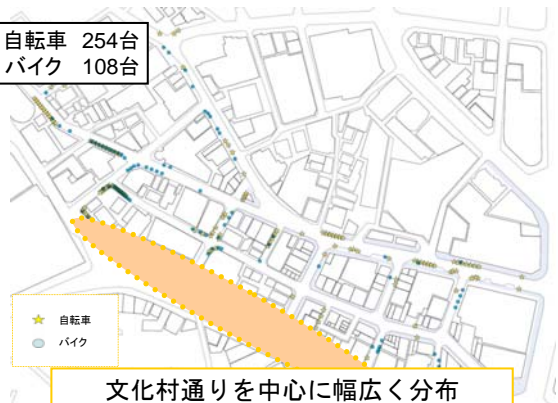 自転車 254台
バイク 108台
自転車
バイク
文化村通りを中心に幅広く分布